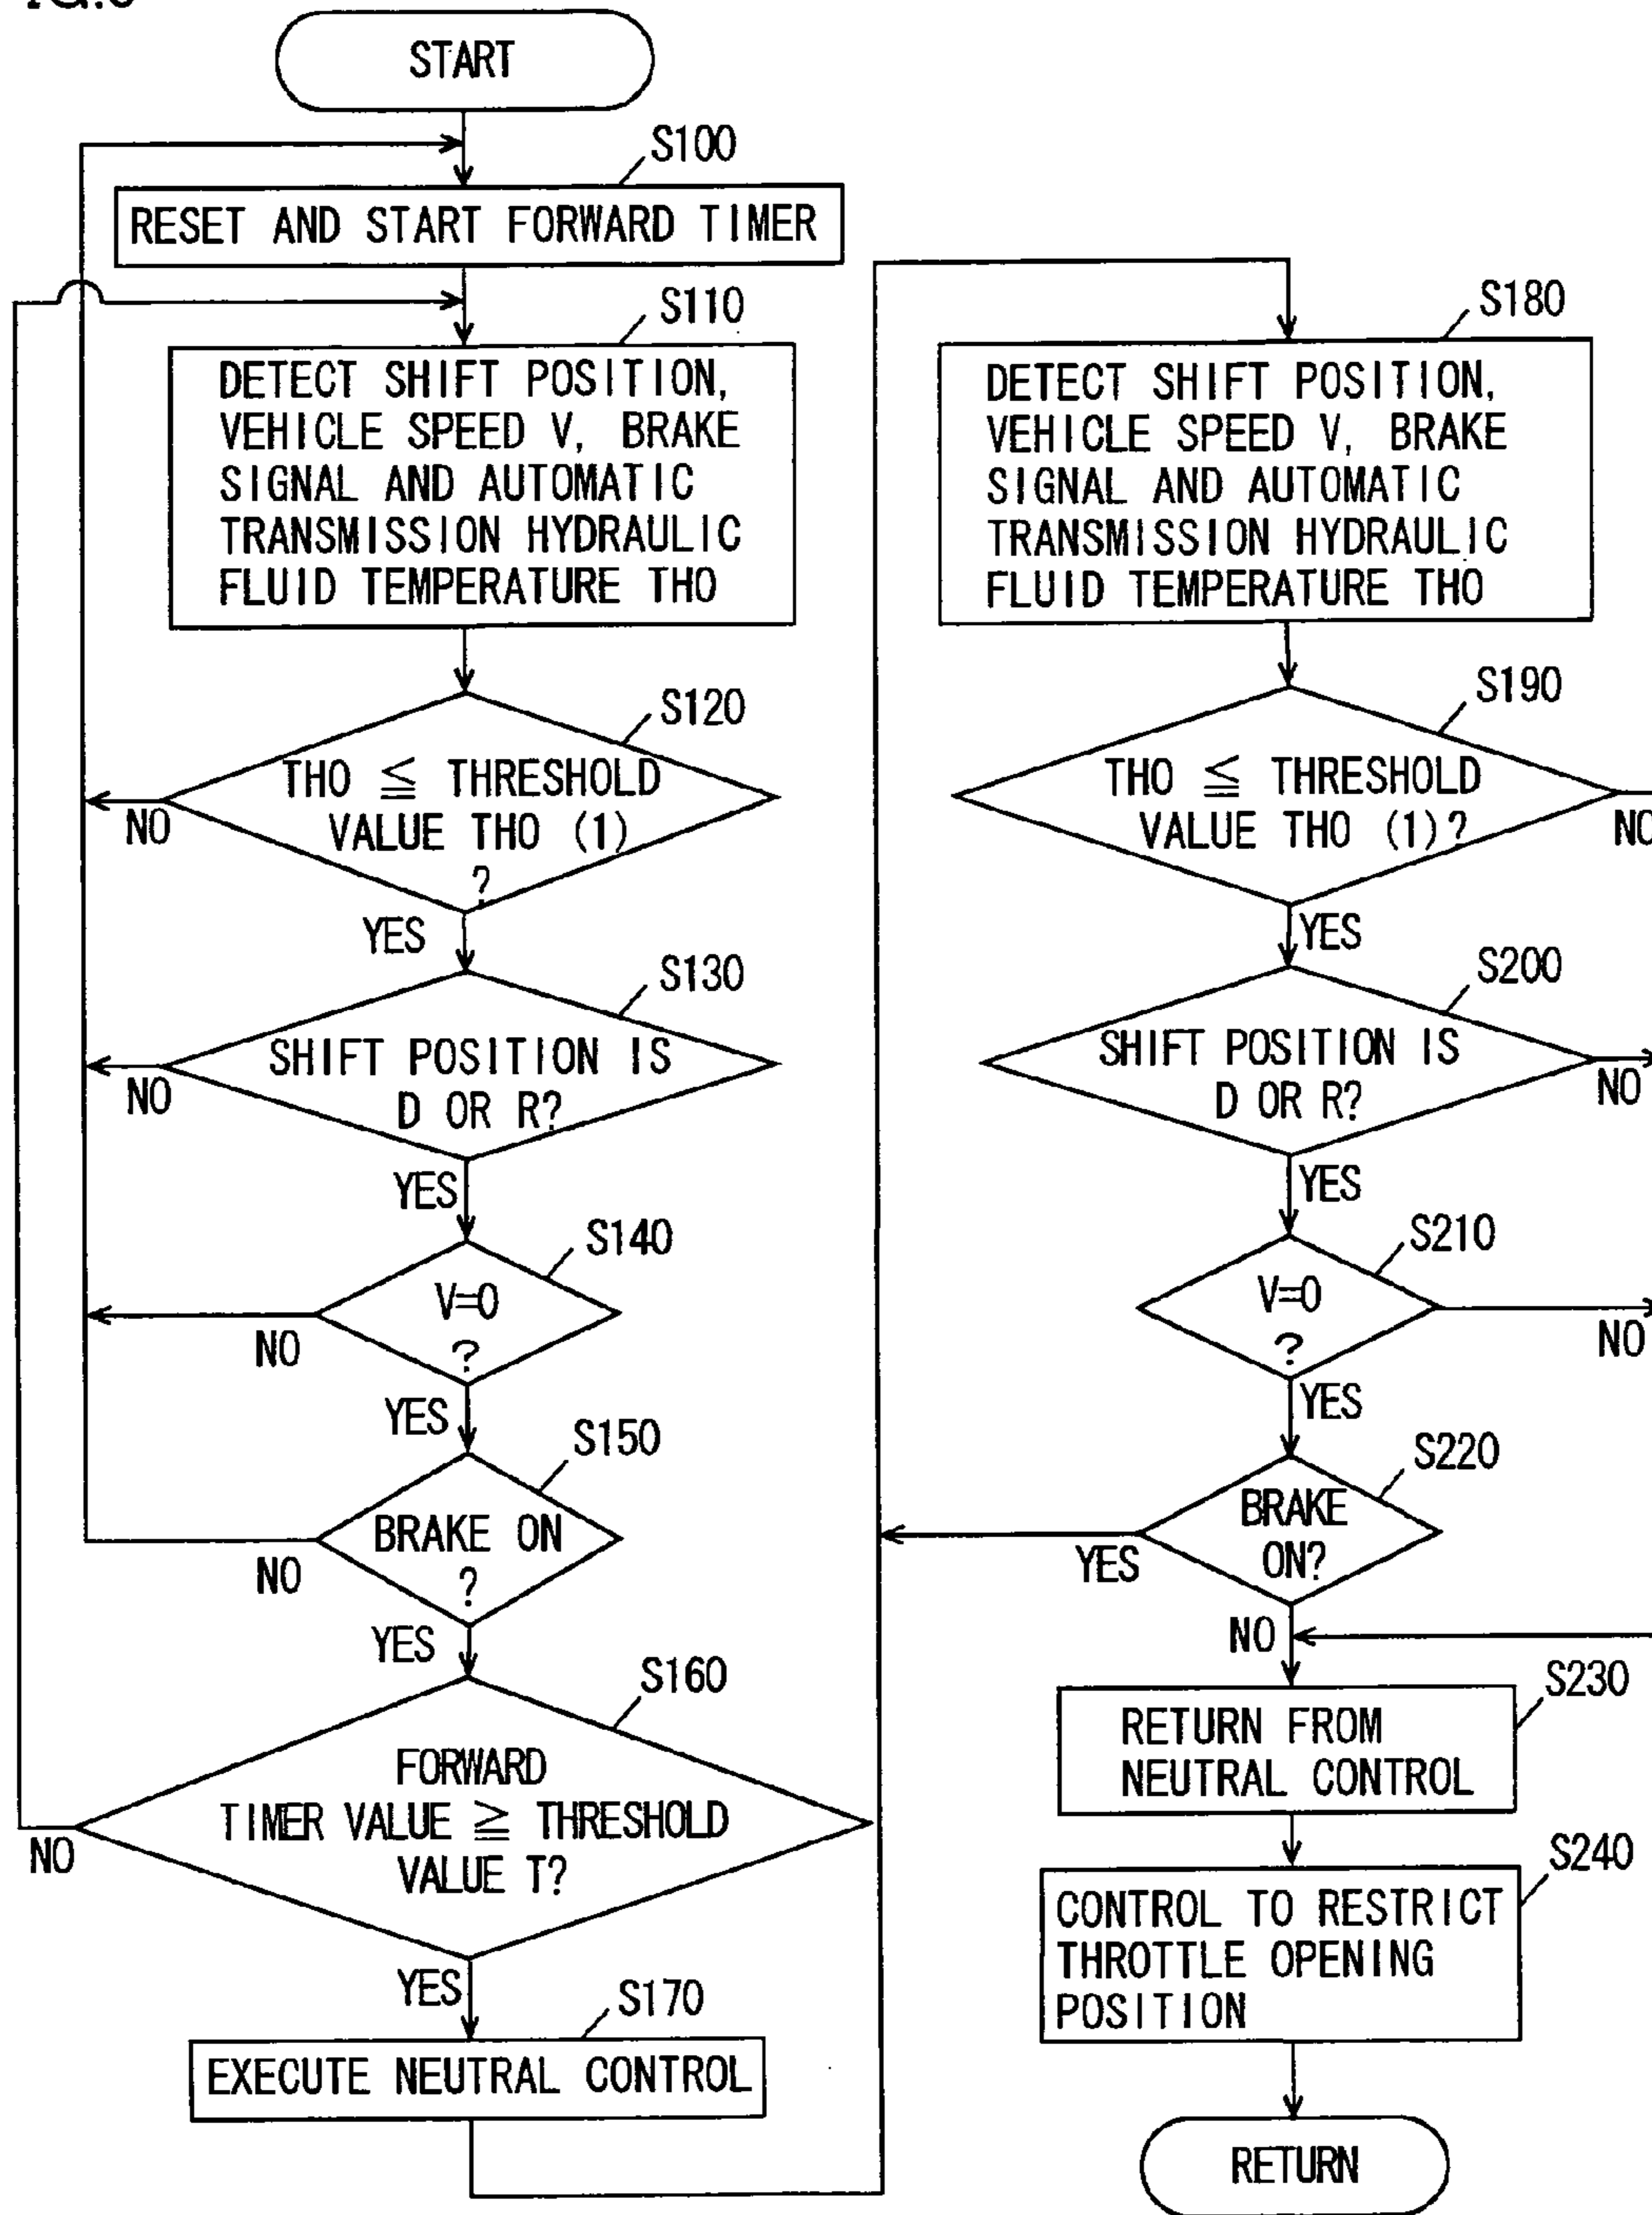 START
S100
RESET AND START FORWARD TIMER
S110
DETECT SHIFT POSITION,
VEHICLE SPEED V, BRAKE
SIGNAL AND AUTOMATIC
TRANSMISSION HYDRAULIC
FLUID TEMPERATURE THO
S120
THO ≦ THRESHOLD
VALUE THO (1)
?
NO
YES
S130
SHIFT POSITION IS
D OR R?
NO
YES
S140
V=0
?
NO
YES
S150
BRAKE ON
?
NO
YES
S160
FORWARD
TIMER VALUE ≧ THRESHOLD
VALUE T?
NO
YES
S170
EXECUTE NEUTRAL CONTROL
S180
DETECT SHIFT POSITION,
VEHICLE SPEED V, BRAKE
SIGNAL AND AUTOMATIC
TRANSMISSION HYDRAULIC
FLUID TEMPERATURE THO
S190
THO ≦ THRESHOLD
VALUE THO (1)?
NO
YES
S200
SHIFT POSITION IS
D OR R?
NO
YES
S210
V=0
?
NO
YES
S220
BRAKE
ON?
YES
NO
S230
RETURN FROM
NEUTRAL CONTROL
S240
CONTROL TO RESTRICT
THROTTLE OPENING
POSITION
RETURN